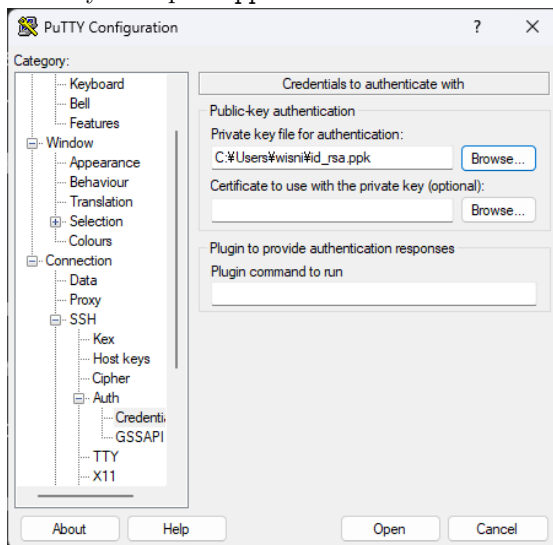 PuTTY Configuration
?
×
Category:
Keyboard
Bell
Features
Window
Appearance
Behaviour
Translation
Selection
Colours
Connection
Data
Proxy
SSH
Kex
Host keys
Cipher
Auth
Credenti
GSSAPI
TTY
X11
Credentials to authenticate with
Public-key authentication
Private key file for authentication:
C:¥Users¥wisni¥id_rsa.ppk
Browse...
Certificate to use with the private key (optional):
Browse...
Plugin to provide authentication responses
Plugin command to run
About
Help
Open
Cancel